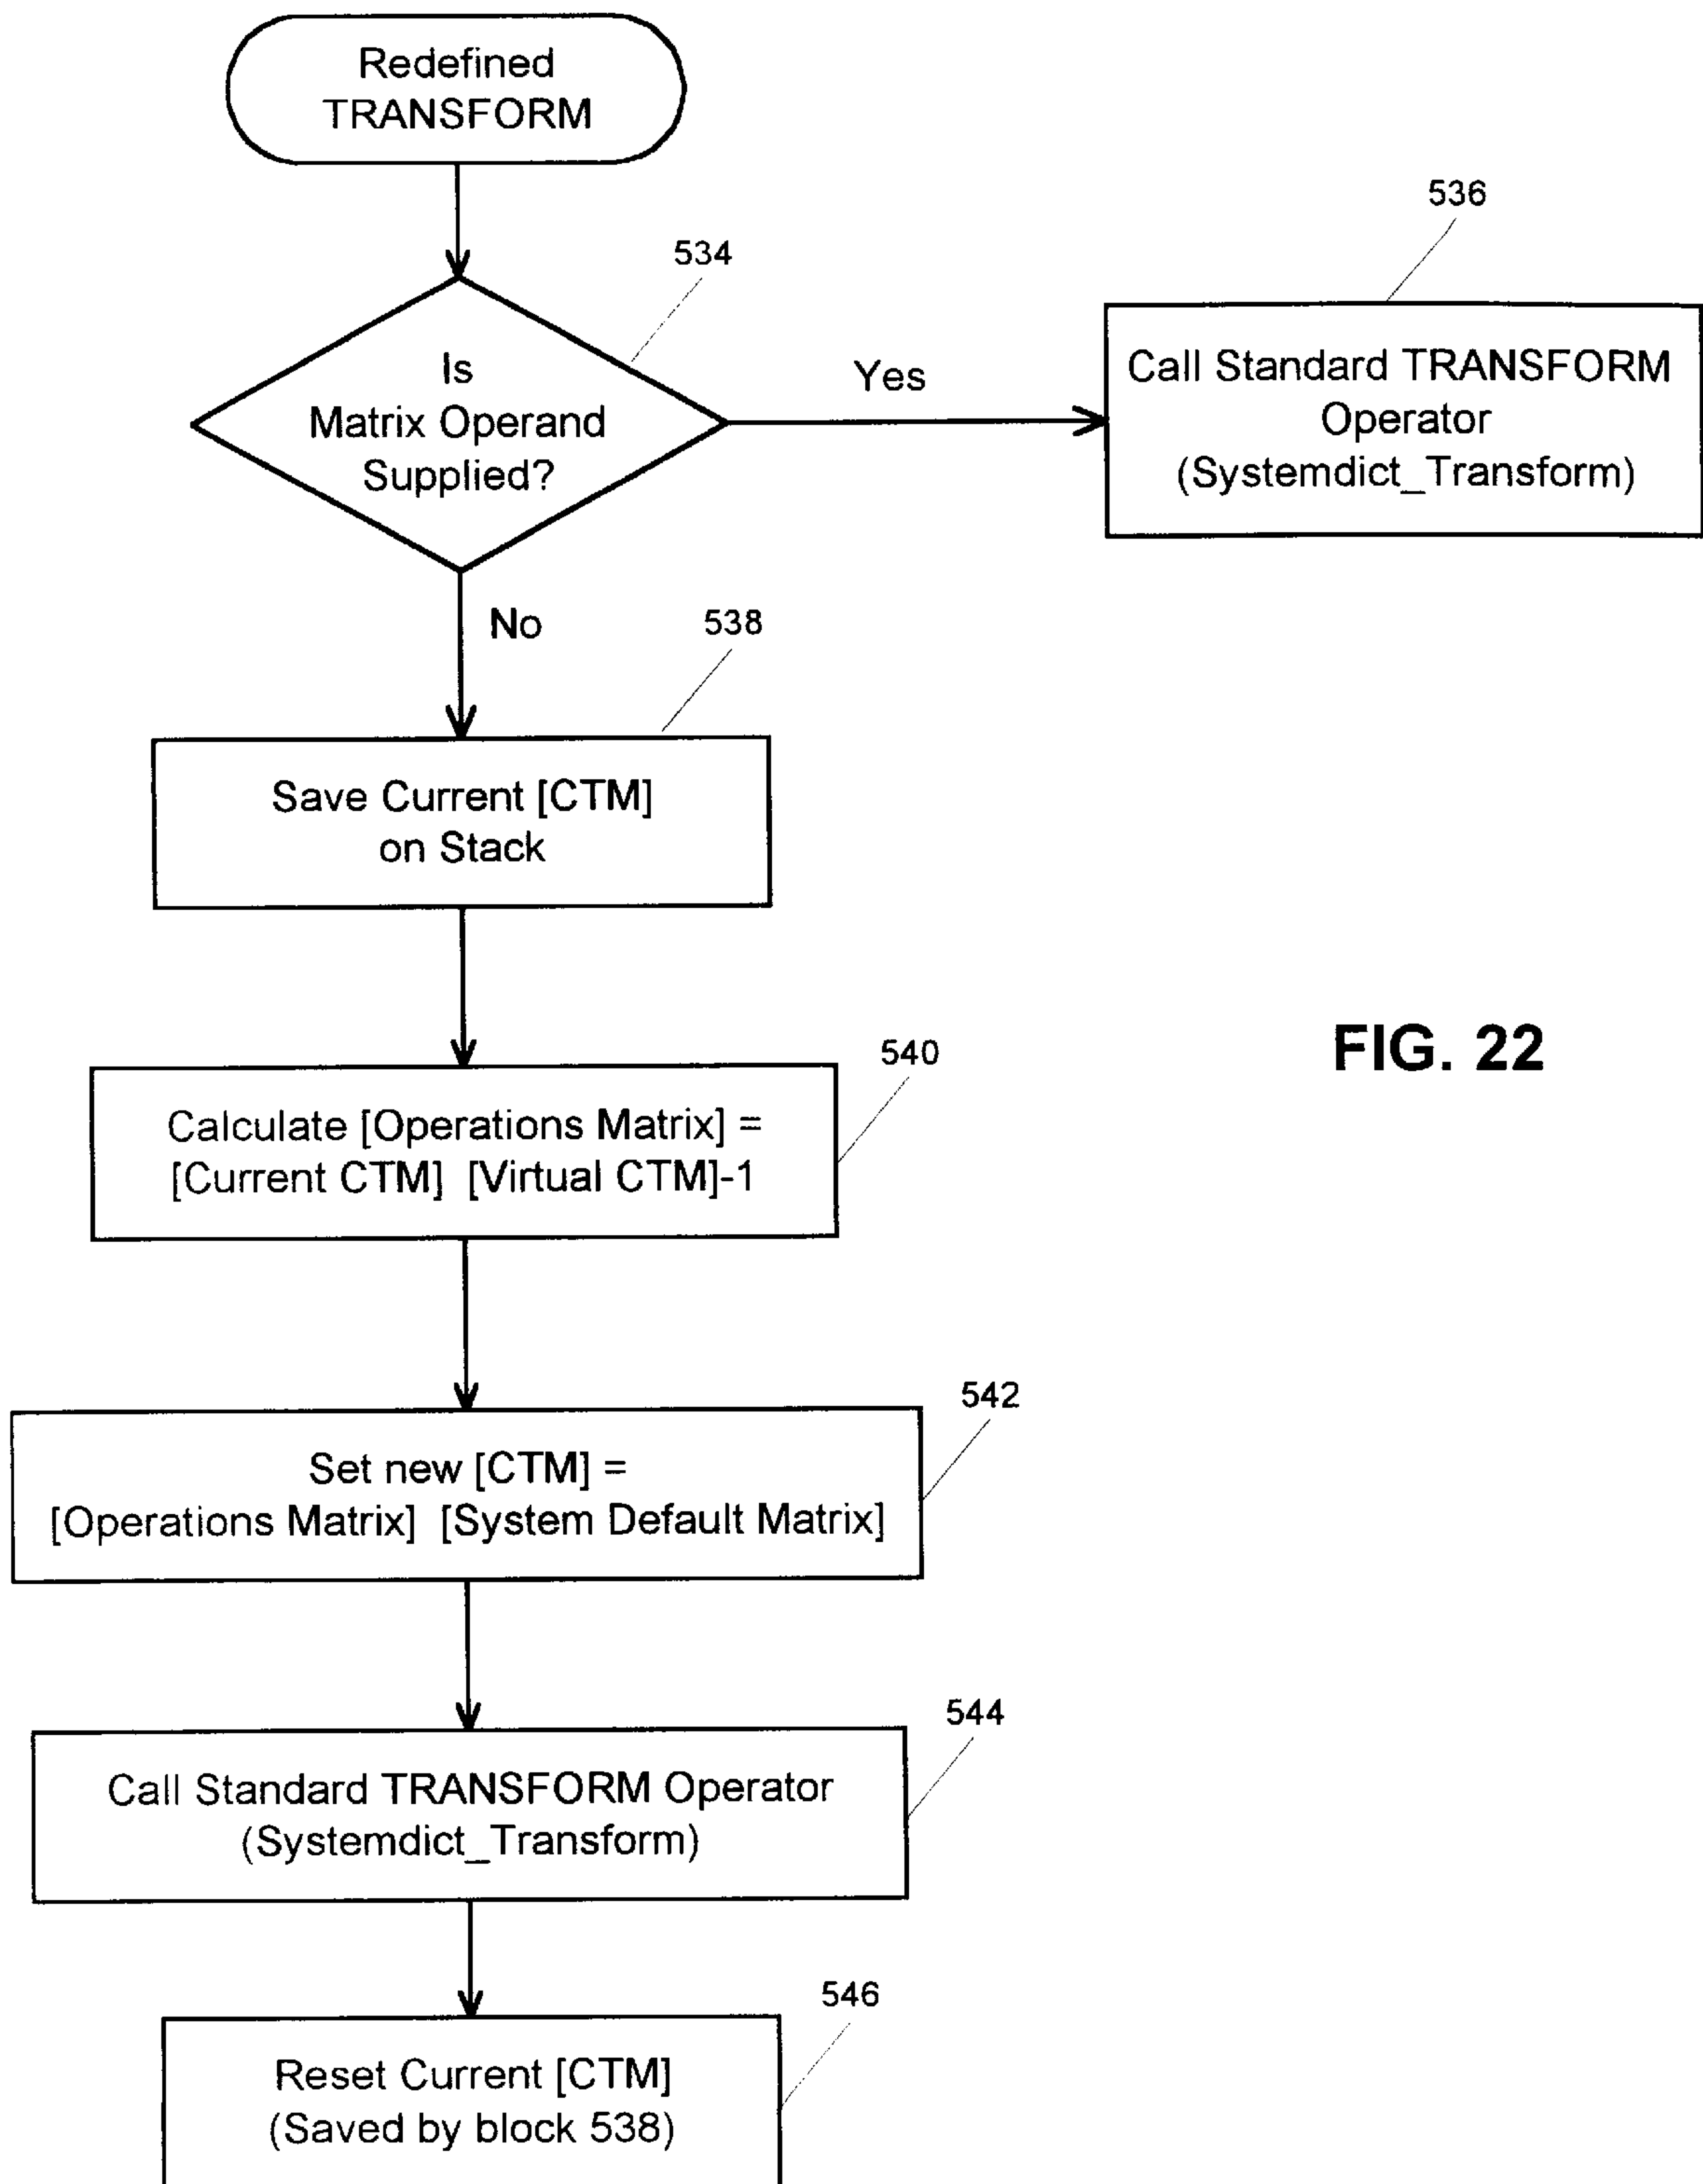 Redefined
TRANSFORM
534
536
Is
Matrix Operand
Supplied?
Yes
Call Standard TRANSFORM
Operator
(Systemdict_Transform)
No
538
Save Current [CTM]
on Stack
540
Calculate [Operations Matrix] =
[Current CTM] [Virtual CTM]-1
FIG. 22
542
Set new [CTM] =
[Operations Matrix] [System Default Matrix]
544
Call Standard TRANSFORM Operator
(Systemdict_Transform)
546
Reset Current [CTM]
(Saved by block 538)